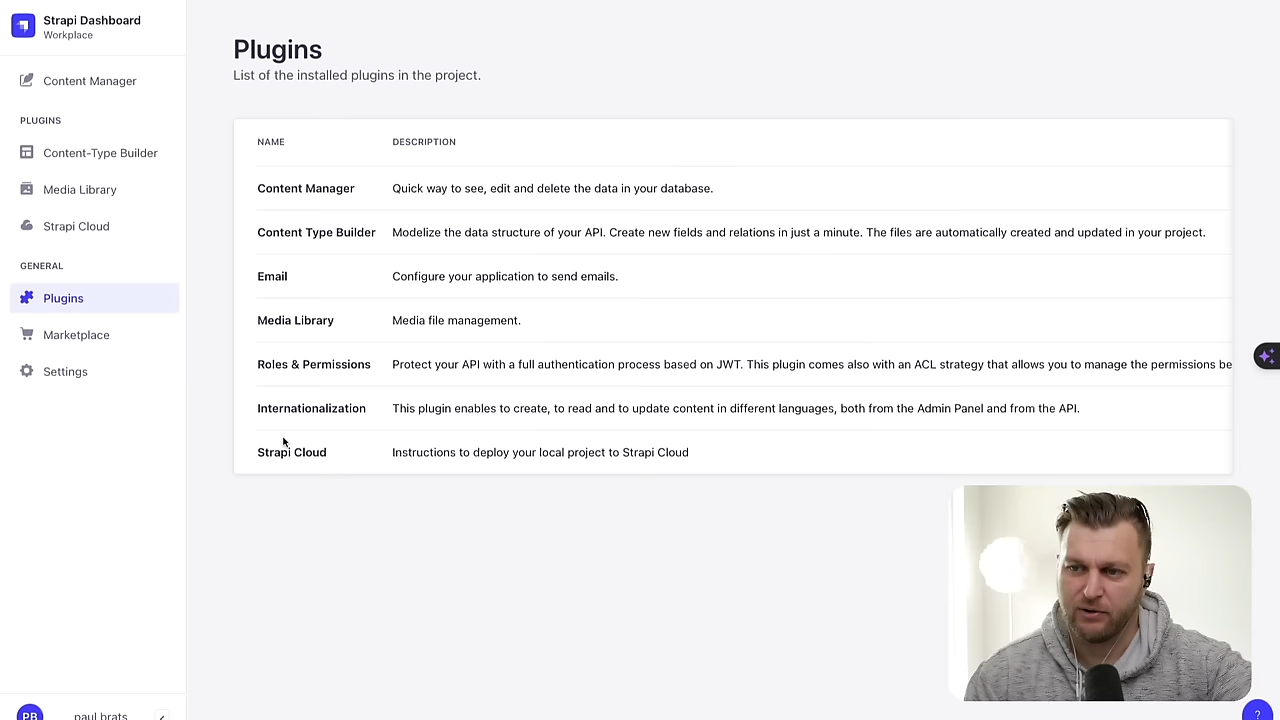 Strapi Dashboard
Workplace
Content Manager
PLUGINS
Content-Type Builder
Media Library
Strapi Cloud
GENERAL
Plugins
Marketplace
Settings
PB paul brats
Plugins
List of the installed plugins in the project.
NAME DESCRIPTION
Content Manager Quick way to see, edit and delete the data in your database.
Content Type Builder Modelize the data structure of your API. Create new fields and relations in just a minute. The files are automatically created and updated in your project.
Email Configure your application to send emails.
Media Library Media file management.
Roles & Permissions Protect your API with a full authentication process based on JWT. This plugin comes also with an ACL strategy that allows you to manage the permissions be
Internationalization This plugin enables to create, to read and to update content in different languages, both from the Admin Panel and from the API.
Strapi Cloud Instructions to deploy your local project to Strapi Cloud
?